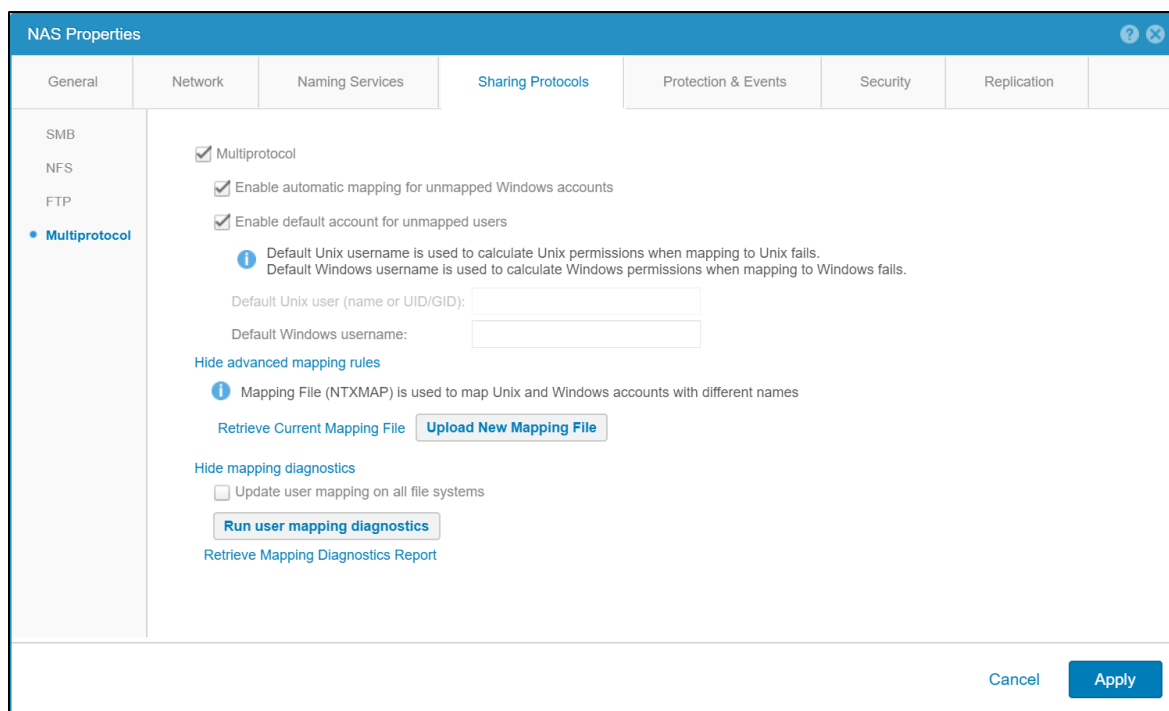 NAS Properties
General
Network
Naming Services
Sharing Protocols
Protection & Events
Security
Replication
SMB
NFS
FTP
Multiprotocol
Multiprotocol
Enable automatic mapping for unmapped Windows accounts
Enable default account for unmapped users
Default Unix username is used to calculate Unix permissions when mapping to Unix fails.
Default Windows username is used to calculate Windows permissions when mapping to Windows fails.
Default Unix user (name or UID/GID):
Default Windows username:
Hide advanced mapping rules
Mapping File (NTXMAP) is used to map Unix and Windows accounts with different names
Retrieve Current Mapping File
Upload New Mapping File
Hide mapping diagnostics
Update user mapping on all file systems
Run user mapping diagnostics
Retrieve Mapping Diagnostics Report
Cancel
Apply